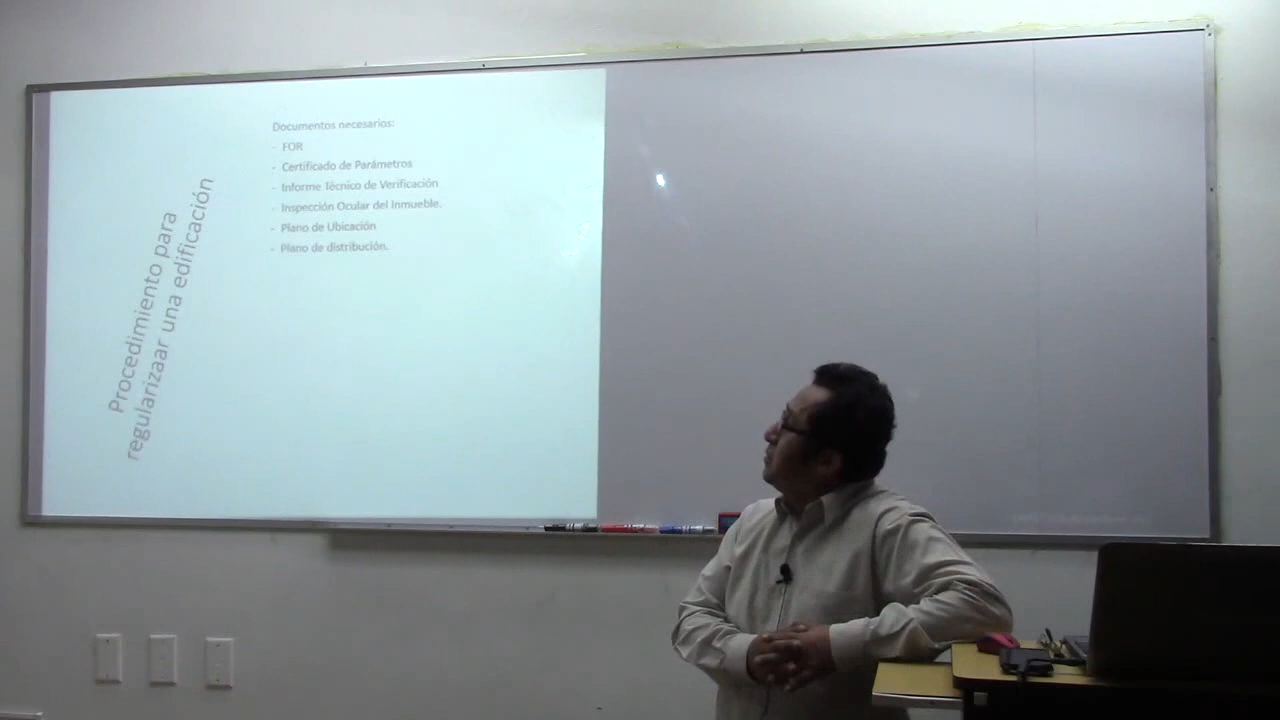 Procedimiento para
regularizaar una edificación
Documentos necesarios:
- FOR
- Certificado de Parámetros
- Informe Técnico de Verificación
- Inspección Ocular del Inmueble.
- Plano de Ubicación
- Plano de distribución.